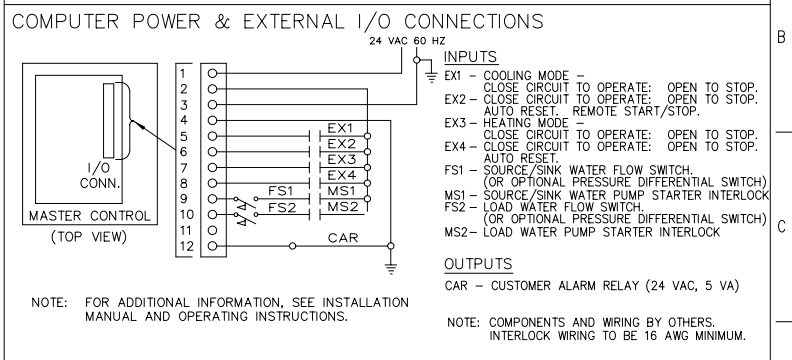 COMPUTER POWER & EXTERNAL I/O CONNECTIONS
24 VAC 60 HZ
B
1
2
3
4
5 EX1
6 EX2
7 EX3
8 EX4
9 FS1 MS1
10 FS2 MS2
11
12 CAR
I/O
CONN.
MASTER CONTROL
(TOP VIEW)
INPUTS
EX1 – COOLING MODE –
CLOSE CIRCUIT TO OPERATE: OPEN TO STOP.
EX2 – CLOSE CIRCUIT TO OPERATE: OPEN TO STOP.
AUTO RESET. REMOTE START/STOP.
EX3 – HEATING MODE –
CLOSE CIRCUIT TO OPERATE: OPEN TO STOP.
EX4 – CLOSE CIRCUIT TO OPERATE: OPEN TO STOP.
AUTO RESET.
FS1 – SOURCE/SINK WATER FLOW SWITCH.
(OR OPTIONAL PRESSURE DIFFERENTIAL SWITCH)
MS1 – SOURCE/SINK WATER PUMP STARTER INTERLOCK
FS2 – LOAD WATER FLOW SWITCH.
(OR OPTIONAL PRESSURE DIFFERENTIAL SWITCH)
MS2– LOAD WATER PUMP STARTER INTERLOCK
C
OUTPUTS
CAR – CUSTOMER ALARM RELAY (24 VAC, 5 VA)
NOTE: FOR ADDITIONAL INFORMATION, SEE INSTALLATION
MANUAL AND OPERATING INSTRUCTIONS.
NOTE: COMPONENTS AND WIRING BY OTHERS.
INTERLOCK WIRING TO BE 16 AWG MINIMUM.